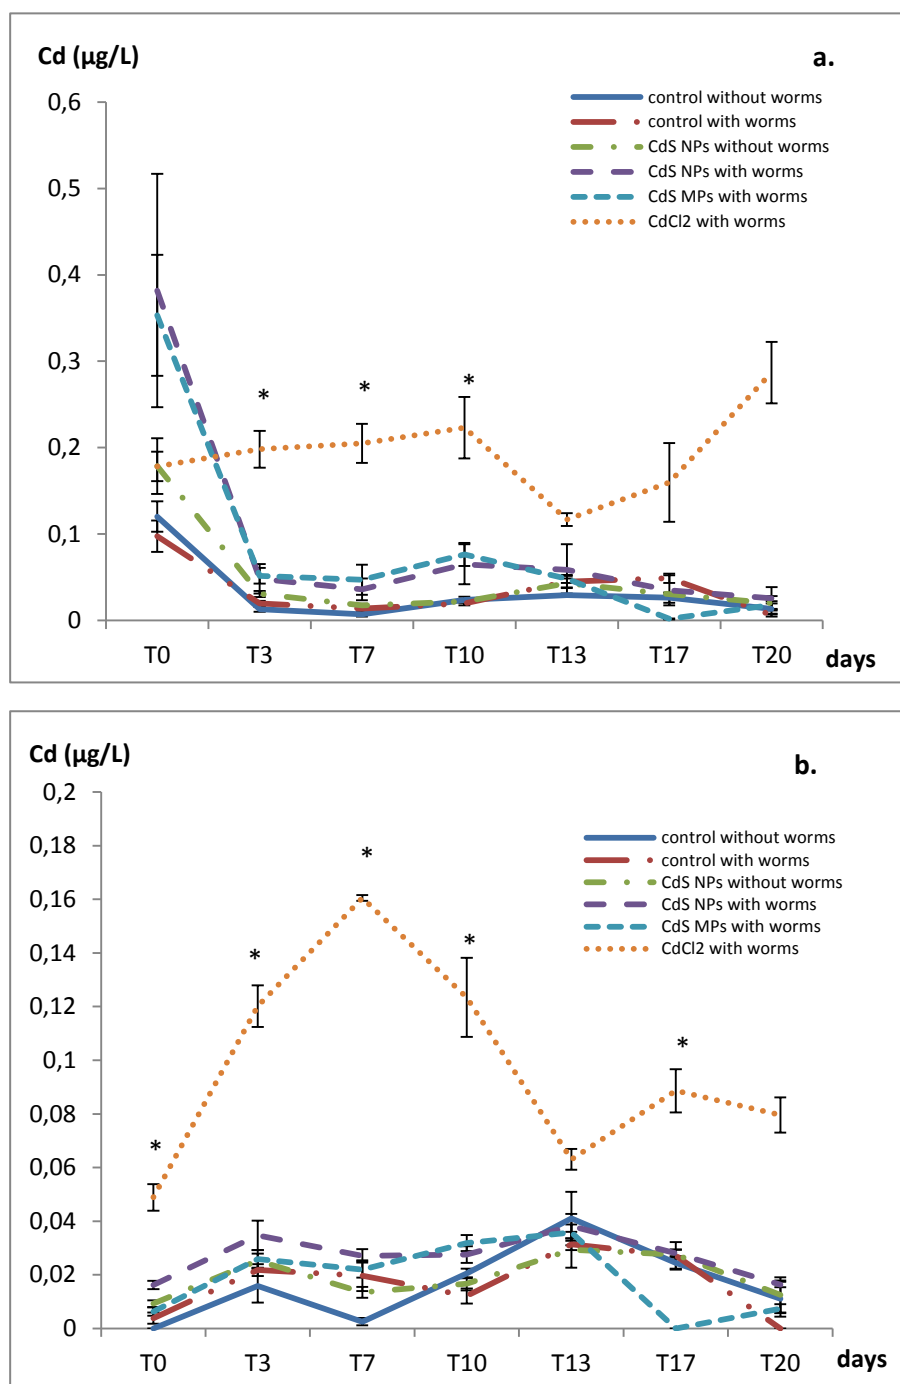 Cd (µg/L)
a.
0,6
0,5
0,4
0,3
0,2
0,1
0
control without worms
control with worms
CdS NPs without worms
CdS NPs with worms
CdS MPs with worms
CdCl2 with worms
* * *
T0 T3 T7 T10 T13 T17 T20 days
Cd (µg/L)
b.
0,2
0,18
0,16
0,14
0,12
0,1
0,08
0,06
0,04
0,02
0
control without worms
control with worms
CdS NPs without worms
CdS NPs with worms
CdS MPs with worms
CdCl2 with worms
* * * * *
T0 T3 T7 T10 T13 T17 T20 days